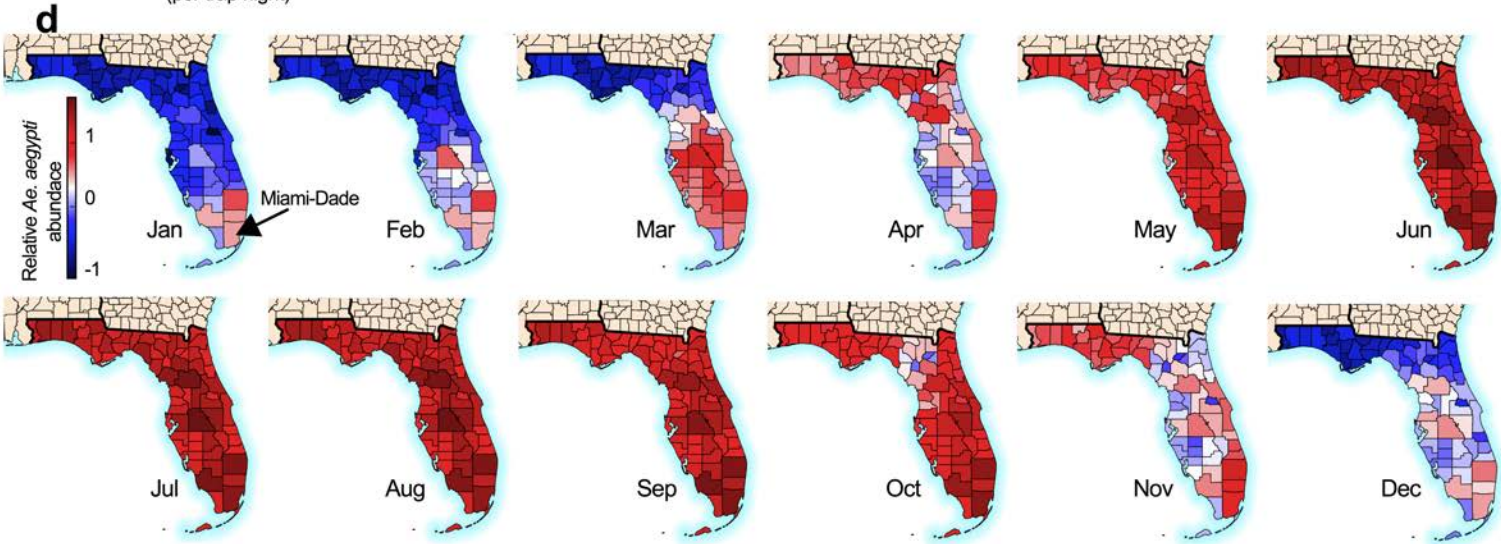 d
Relative Ae. aegypti
abundace
1
0
-1
Miami-Dade
Jan
Feb
Mar
Apr
May
Jun
Jul
Aug
Sep
Oct
Nov
Dec